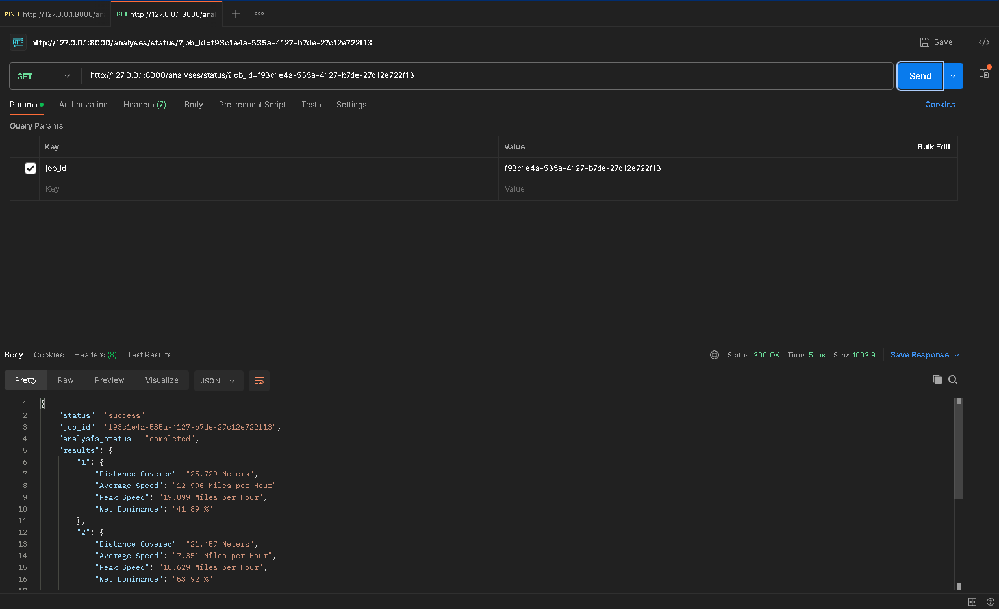 POST http://127.0.0.1:8000/an
GET http://127.0.0.1:8000/anal
HTTP http://127.0.0.1:8000/analyses/status/?job_id=f93c1e4a-535a-4127-b7de-27c12e722f13
Save
GET http://127.0.0.1:8000/analyses/status/?job_id=f93c1e4a-535a-4127-b7de-27c12e722f13 Send
Params Authorization Headers (7) Body Pre-request Script Tests Settings Cookies
Query Params
Key Value Bulk Edit
job_id f93c1e4a-535a-4127-b7de-27c12e722f13
Key Value
Body Cookies Headers (8) Test Results Status: 200 OK Time: 5 ms Size: 1002 B Save Response
Pretty Raw Preview Visualize JSON
1 {
2 "status": "success",
3 "job_id": "f93c1e4a-535a-4127-b7de-27c12e722f13",
4 "analysis_status": "completed",
5 "results": {
6 "1": {
7 "Distance Covered": "25.729 Meters",
8 "Average Speed": "12.996 Miles per Hour",
9 "Peak Speed": "19.899 Miles per Hour",
10 "Net Dominance": "41.89 %"
11 },
12 "2": {
13 "Distance Covered": "21.457 Meters",
14 "Average Speed": "7.351 Miles per Hour",
15 "Peak Speed": "10.629 Miles per Hour",
16 "Net Dominance": "53.92 %"